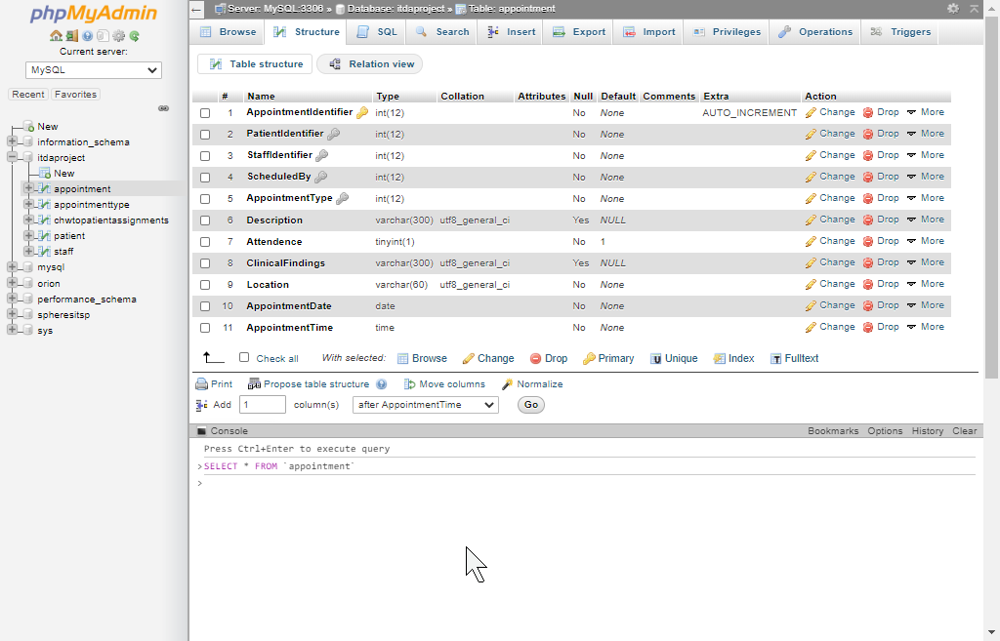 phpMyAdmin
Current server:
MySQL
Recent Favorites
New
information_schema
itdaproject
New
appointment
appointmenttype
chwtopatientassignments
patient
staff
mysql
orion
performance_schema
spheresitsp
sys
Server: MySQL:3306 » Database: itdaproject » Table: appointment
Browse Structure SQL Search Insert Export Import Privileges Operations Triggers
Table structure Relation view
# Name Type Collation Attributes Null Default Comments Extra Action
1 AppointmentIdentifier int(12) No None AUTO_INCREMENT Change Drop More
2 PatientIdentifier int(12) No None Change Drop More
3 StaffIdentifier int(12) No None Change Drop More
4 ScheduledBy int(12) No None Change Drop More
5 AppointmentType int(12) No None Change Drop More
6 Description varchar(300) utf8_general_ci Yes NULL Change Drop More
7 Attendence tinyint(1) No 1 Change Drop More
8 ClinicalFindings varchar(300) utf8_general_ci Yes NULL Change Drop More
9 Location varchar(60) utf8_general_ci No None Change Drop More
10 AppointmentDate date No None Change Drop More
11 AppointmentTime time No None Change Drop More
Check all With selected: Browse Change Drop Primary Unique Index Fulltext
Print Propose table structure Move columns Normalize
Add 1 column(s) after AppointmentTime Go
Console Bookmarks Options History Clear
Press Ctrl+Enter to execute query
>SELECT * FROM `appointment`
>